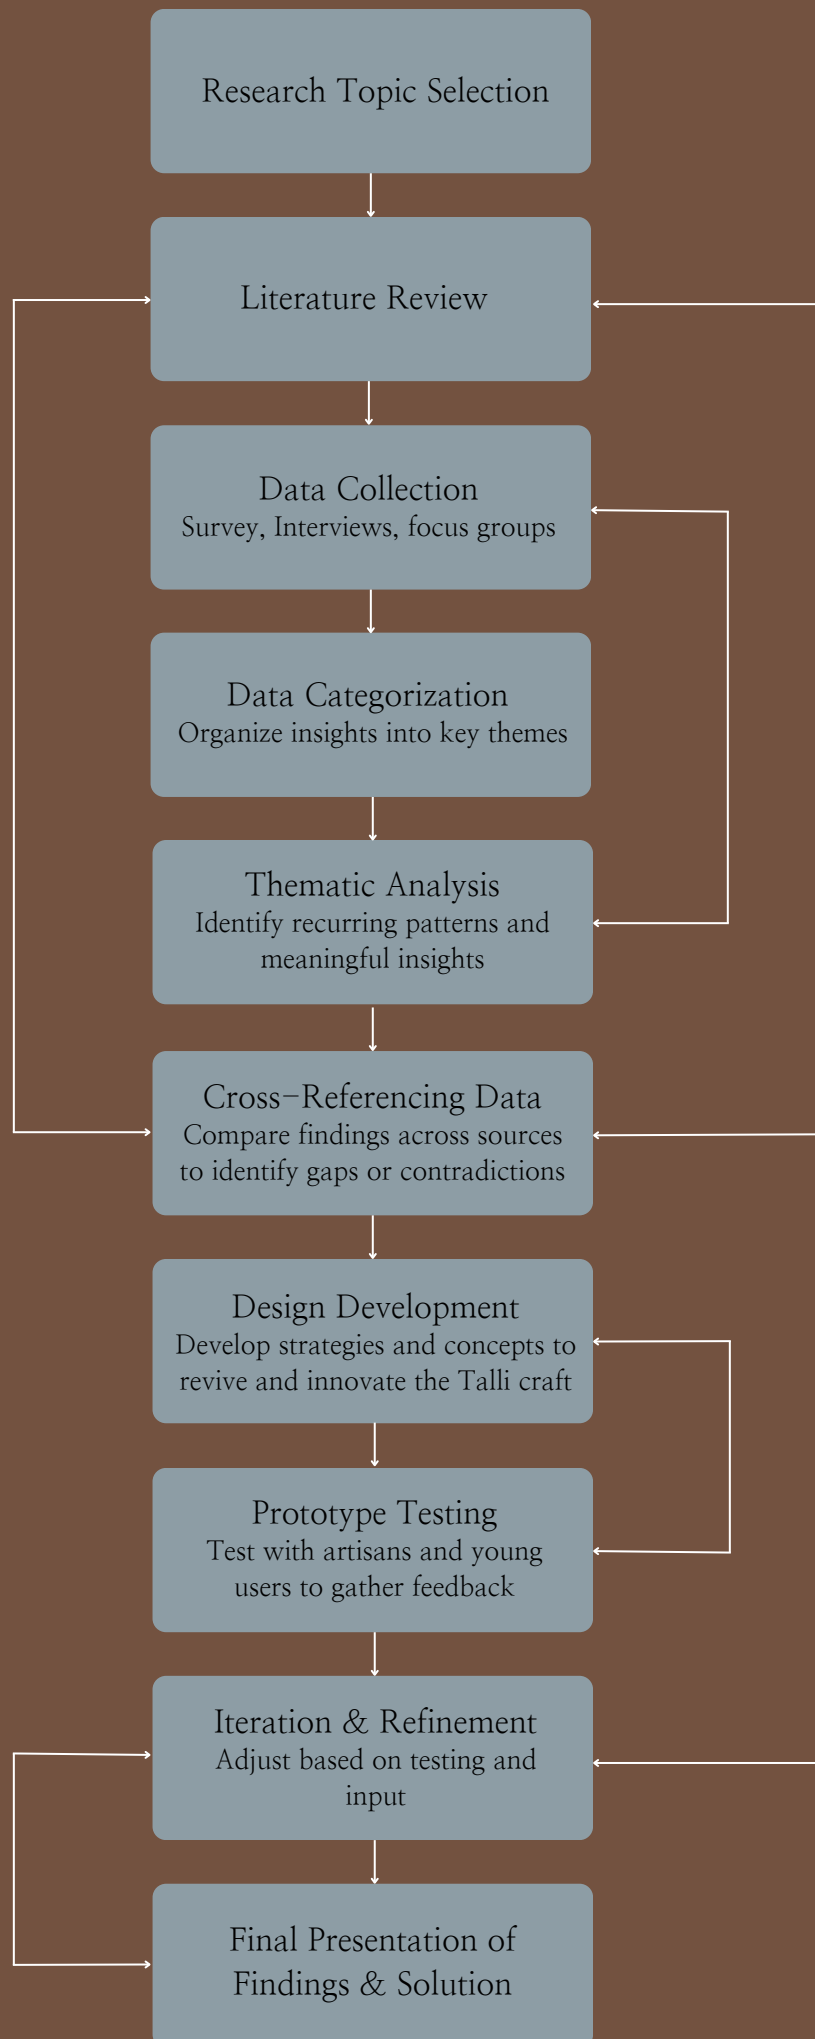 Research Topic Selection
Literature Review
Data Collection
Survey, Interviews, focus groups
Data Categorization
Organize insights into key themes
Thematic Analysis
Identify recurring patterns and
meaningful insights
Cross-Referencing Data
Compare findings across sources
to identify gaps or contradictions
Design Development
Develop strategies and concepts to
revive and innovate the Talli craft
Prototype Testing
Test with artisans and young
users to gather feedback
Iteration & Refinement
Adjust based on testing and
input
Final Presentation of
Findings & Solution